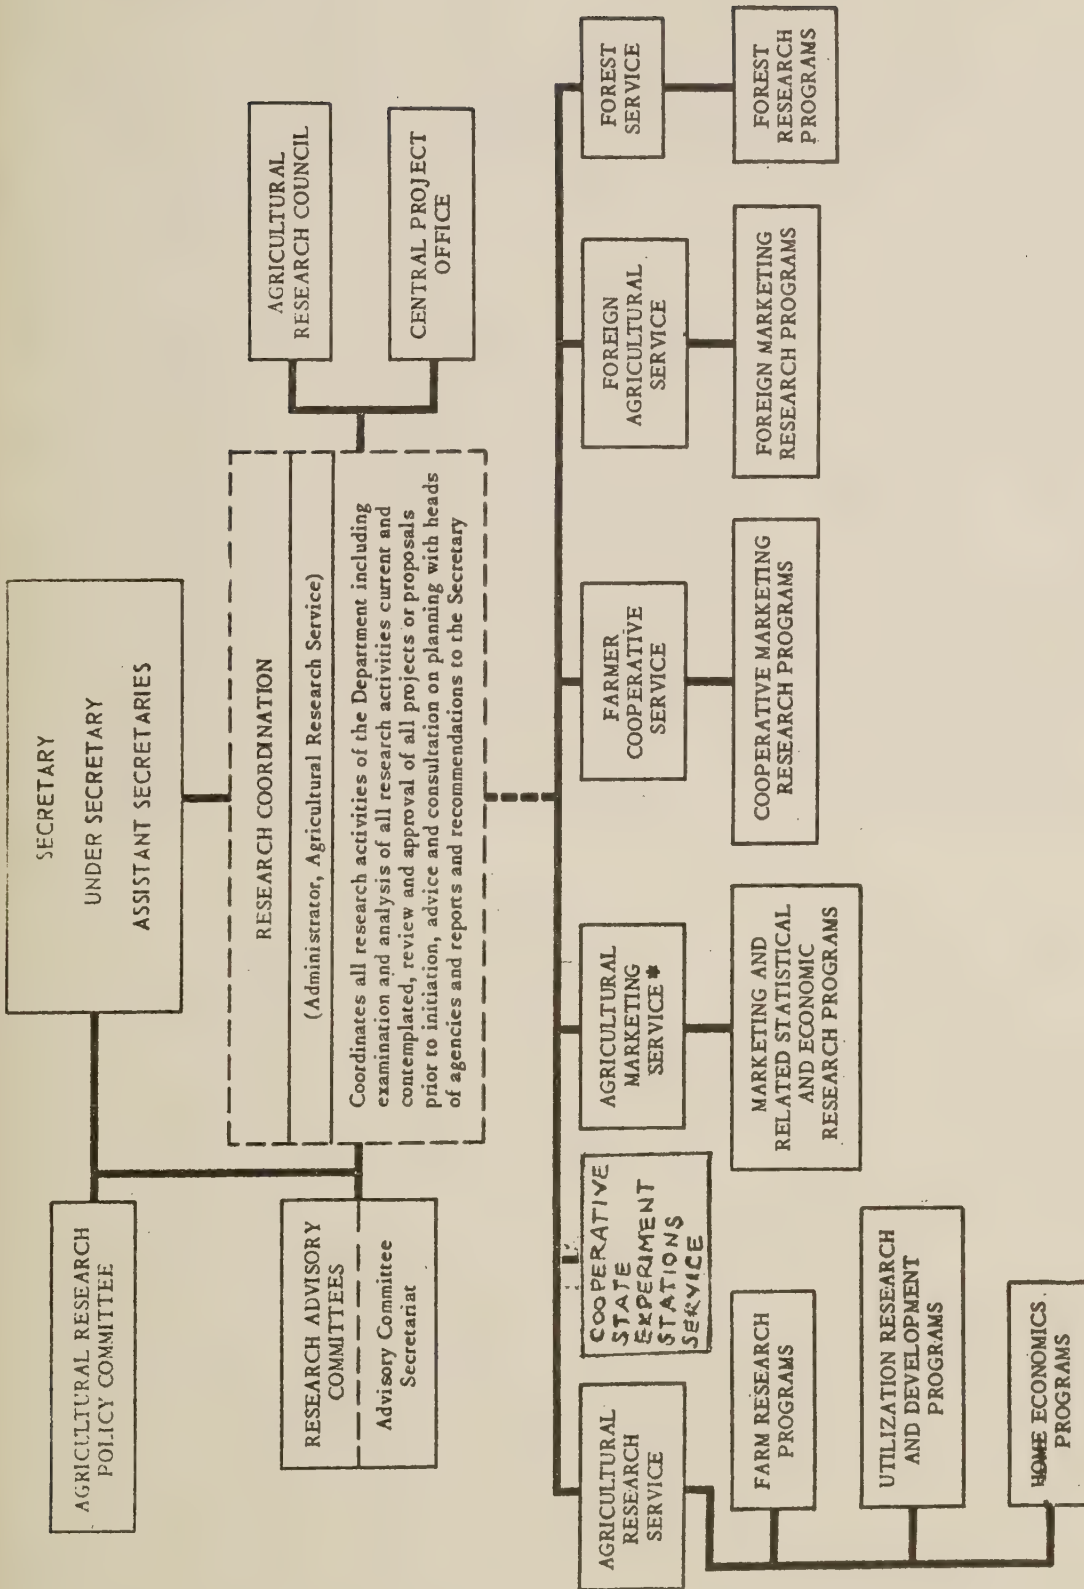 SECRETARY
UNDER SECRETARY
ASSISTANT SECRETARIES
AGRICULTURAL RESEARCH
POLICY COMMITTEE
RESEARCH ADVISORY
COMMITTEES
Advisory Committee
Secretariat
RESEARCH COORDINATION
(Administrator, Agricultural Research Service)
Coordinates all research activities of the Department including
examination and analysis of all research activities current and
contemplated, review and approval of all projects or proposals
prior to initiation, advice and consultation on planning with heads
of agencies and reports and recommendations to the Secretary
AGRICULTURAL
RESEARCH COUNCIL
CENTRAL PROJECT
OFFICE
AGRICULTURAL
RESEARCH
SERVICE
COOPERATIVE
STATE
EXPERIMENT
STATIONS
SERVICE
AGRICULTURAL
MARKETING
SERVICE*
FARMER
COOPERATIVE
SERVICE
FOREIGN
AGRICULTURAL
SERVICE
FOREST
SERVICE
FARM RESEARCH
PROGRAMS
UTILIZATION RESEARCH
AND DEVELOPMENT
PROGRAMS
HOME ECONOMICS
PROGRAMS
MARKETING AND
RELATED STATISTICAL
AND ECONOMIC
RESEARCH PROGRAMS
COOPERATIVE MARKETING
RESEARCH PROGRAMS
FOREIGN MARKETING
RESEARCH PROGRAMS
FOREST
RESEARCH
PROGRAMS